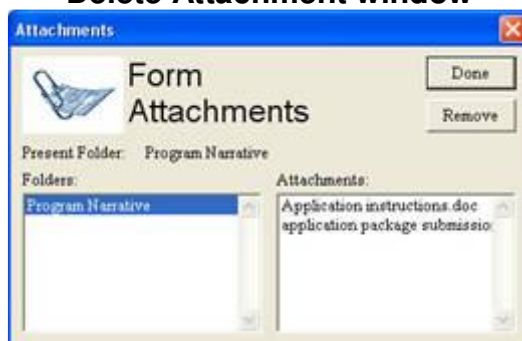 Delete Attachment window
Attachments
Form
Attachments
Done
Remove
Present Folder: Program Narrative
Folders:
Attachments:
Program Narrative
Application instructions.doc
application package submissio